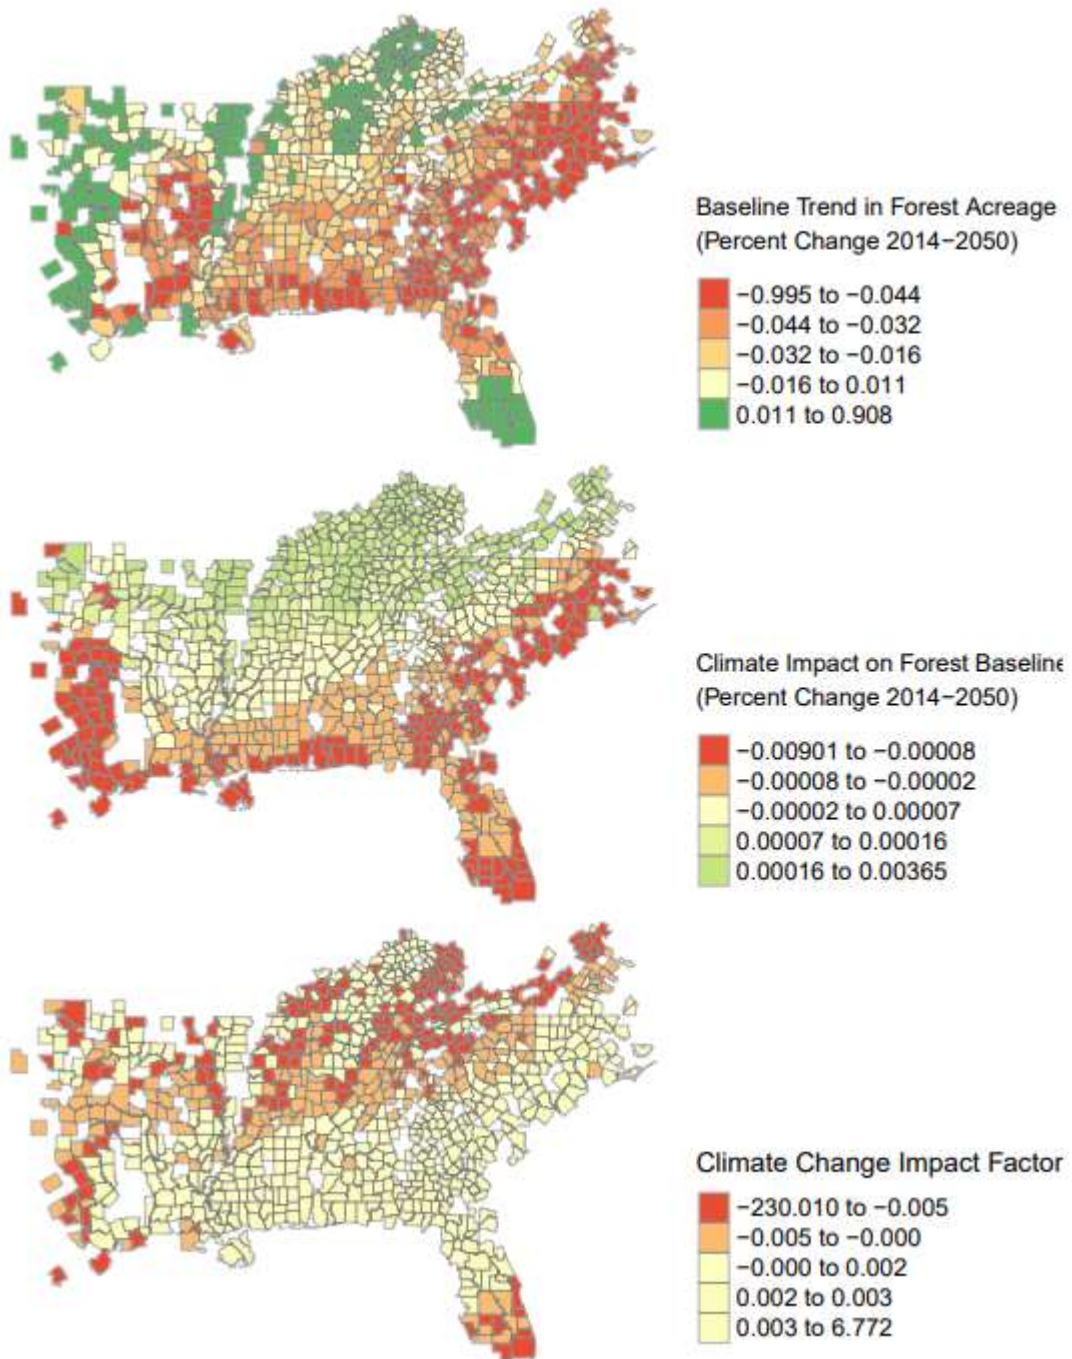 Baseline Trend in Forest Acreage
(Percent Change 2014−2050)
−0.995 to −0.044
−0.044 to −0.032
−0.032 to −0.016
−0.016 to 0.011
0.011 to 0.908
Climate Impact on Forest Baseline
(Percent Change 2014−2050)
−0.00901 to −0.00008
−0.00008 to −0.00002
−0.00002 to 0.00007
0.00007 to 0.00016
0.00016 to 0.00365
Climate Change Impact Factor
−230.010 to −0.005
−0.005 to −0.000
−0.000 to 0.002
0.002 to 0.003
0.003 to 6.772